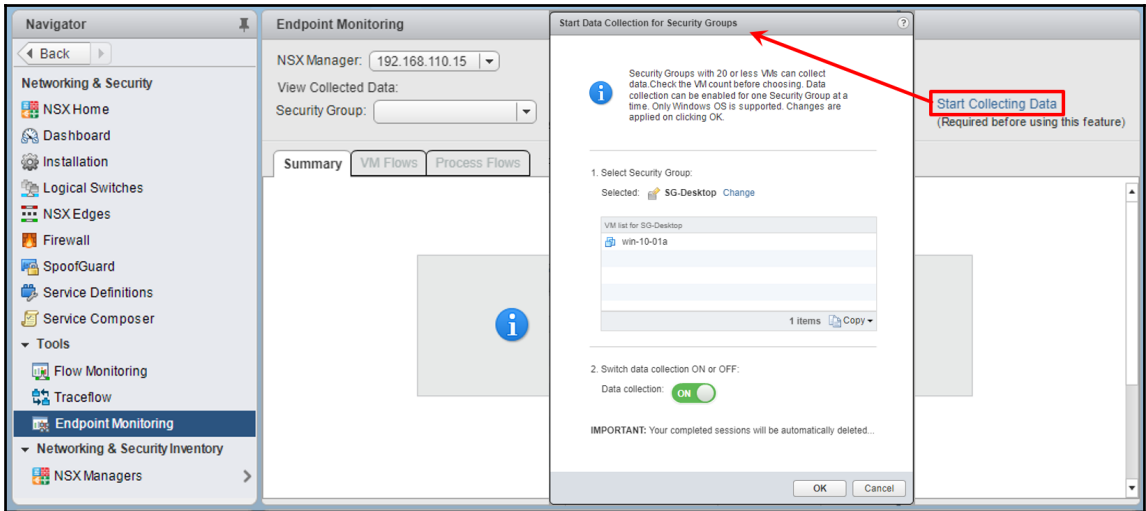 Navigator
Back
Networking & Security
NSX Home
Dashboard
Installation
Logical Switches
NSX Edges
Firewall
SpoofGuard
Service Definitions
Service Composer
Tools
Flow Monitoring
Traceflow
Endpoint Monitoring
Networking & Security Inventory
NSX Managers
Endpoint Monitoring
NSX Manager: 192.168.110.15
View Collected Data:
Security Group:
Summary VM Flows Process Flows
Start Data Collection for Security Groups ?
Security Groups with 20 or less VMs can collect
data.Check the VM count before choosing. Data
collection can be enabled for one Security Group at a
time. Only Windows OS is supported. Changes are
applied on clicking OK.
1. Select Security Group:
Selected: SG-Desktop Change
VM list for SG-Desktop
win-10-01a
1 items Copy
2. Switch data collection ON or OFF:
Data collection: ON
IMPORTANT: Your completed sessions will be automatically deleted...
OK Cancel
Start Collecting Data
(Required before using this feature)